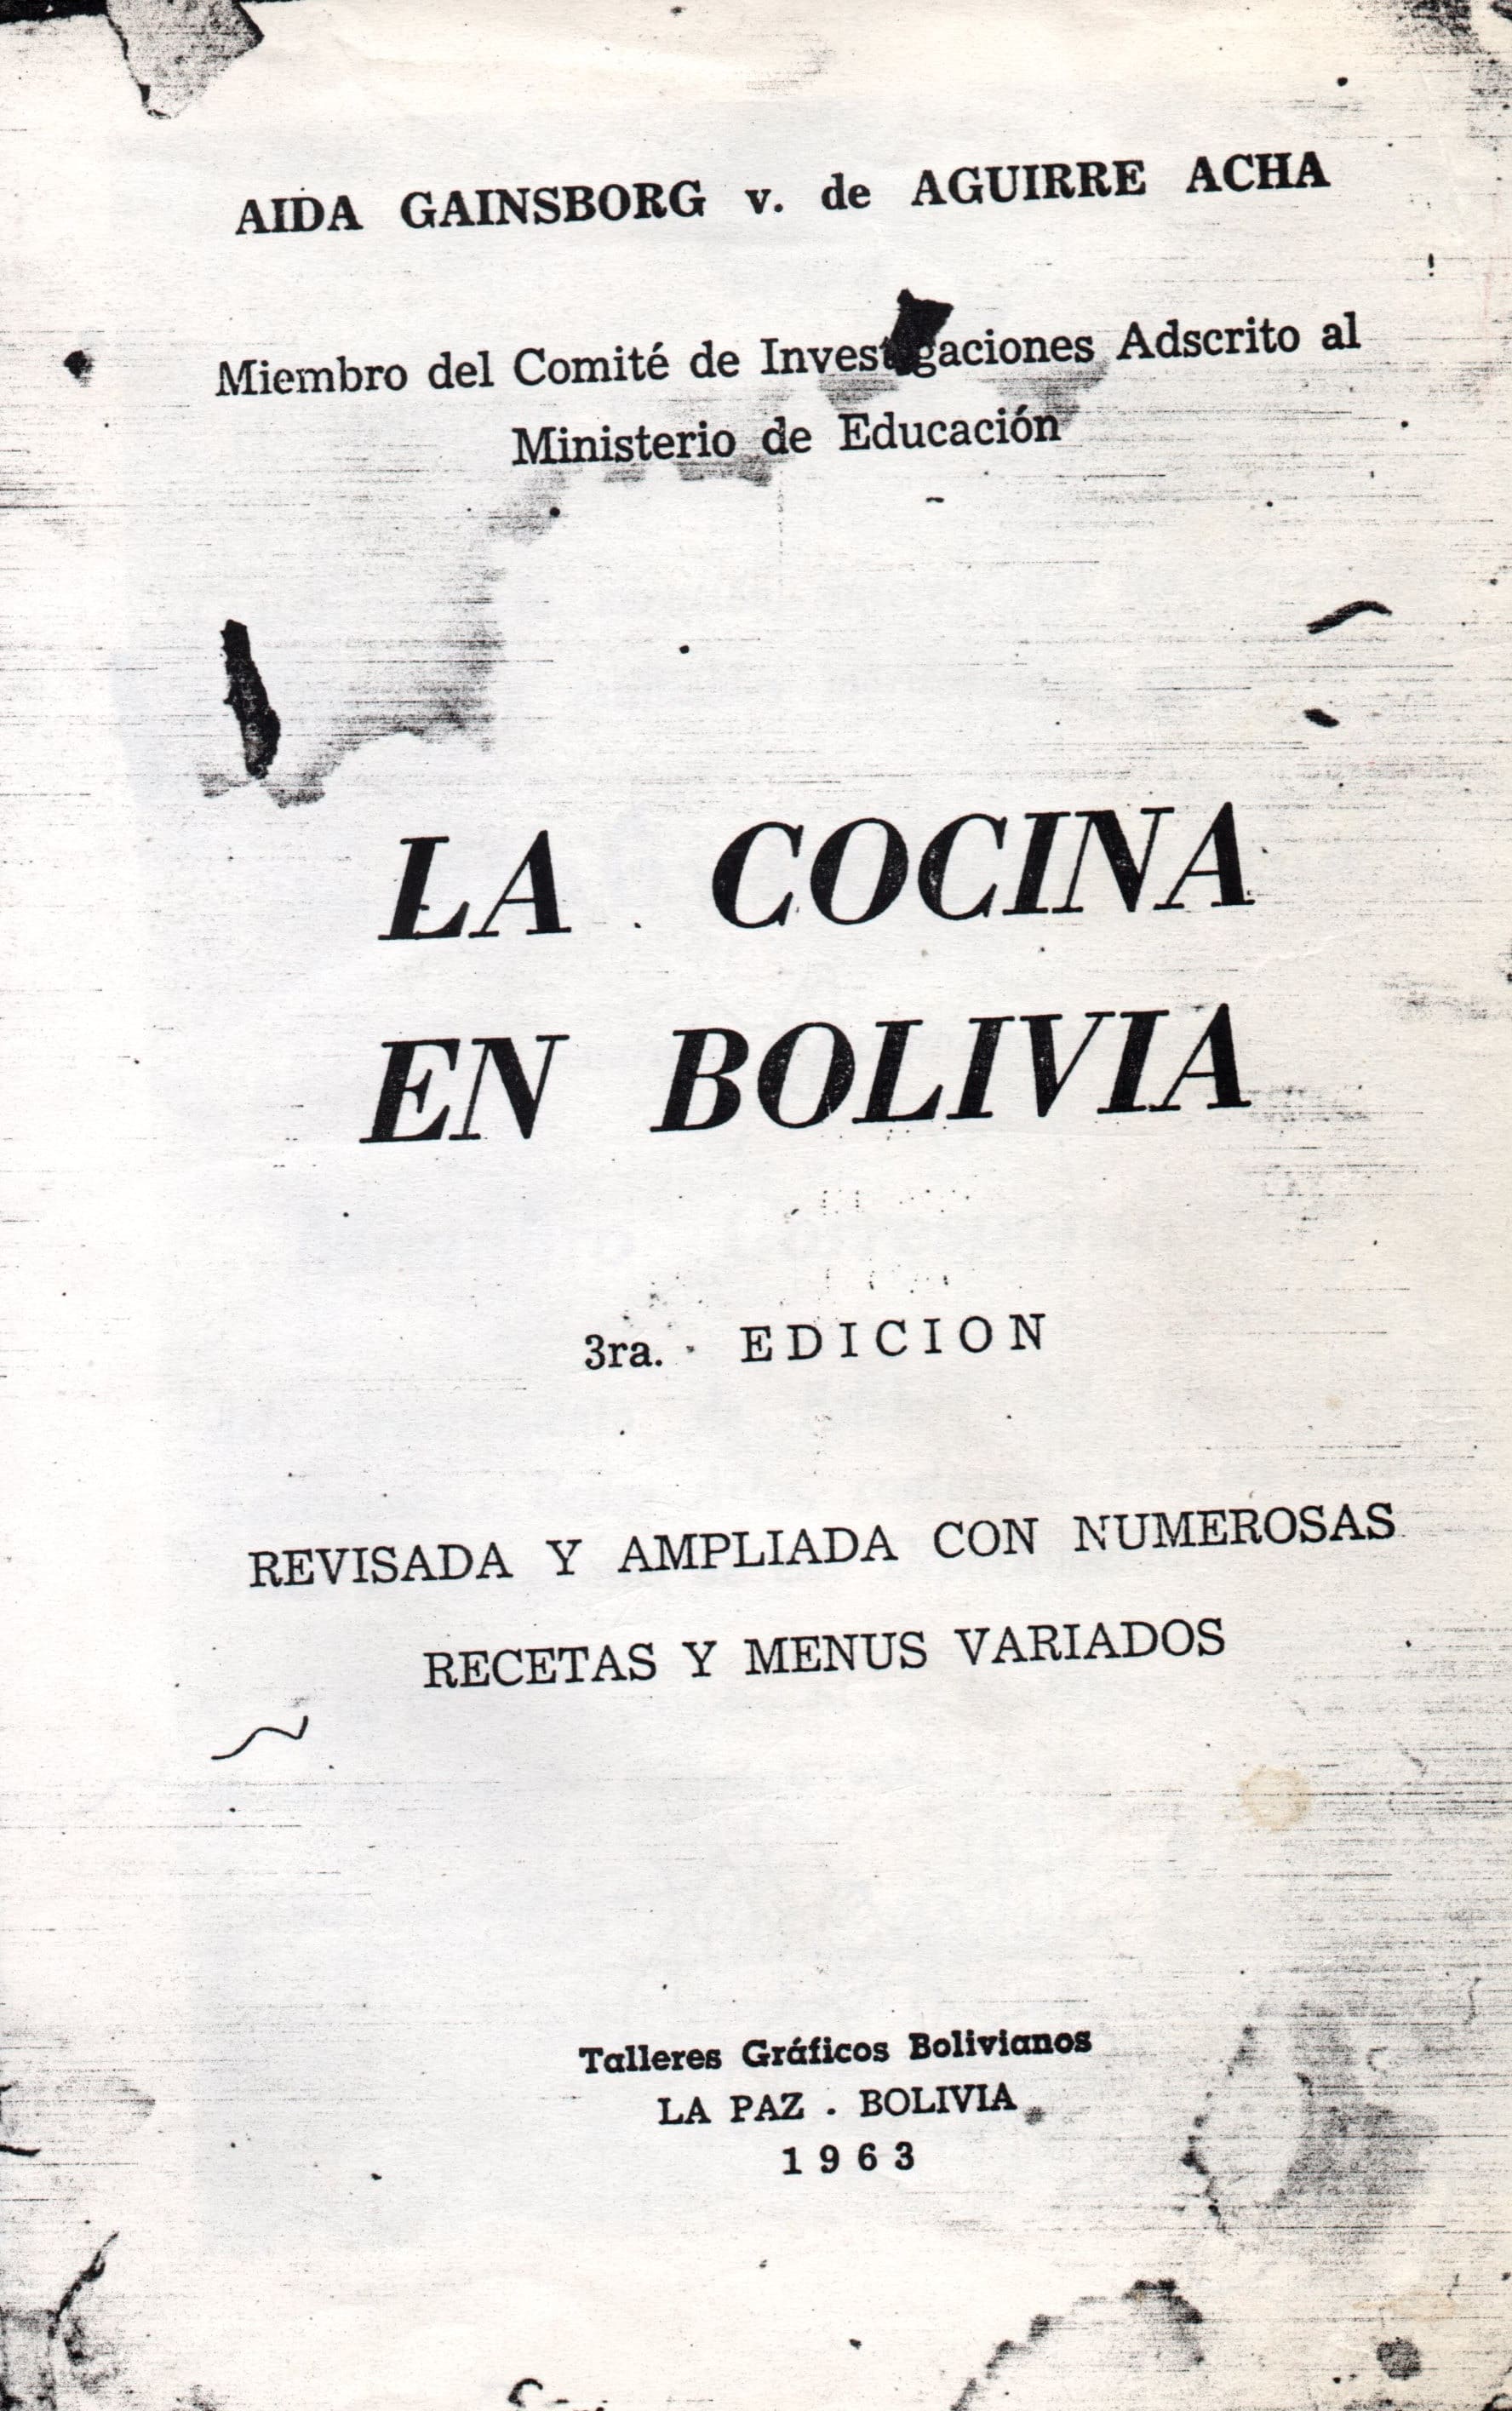 AIDA GAINSBORG v. de AGUIRRE ACHA
Miembro del Comité de Investigaciones Adscrito al
Ministerio de Educación
LA COCINA
EN BOLIVIA
3ra. EDICION
REVISADA Y AMPLIADA CON NUMEROSAS
RECETAS Y MENUS VARIADOS
Talleres Gráficos Bolivianos
LA PAZ . BOLIVIA
1963